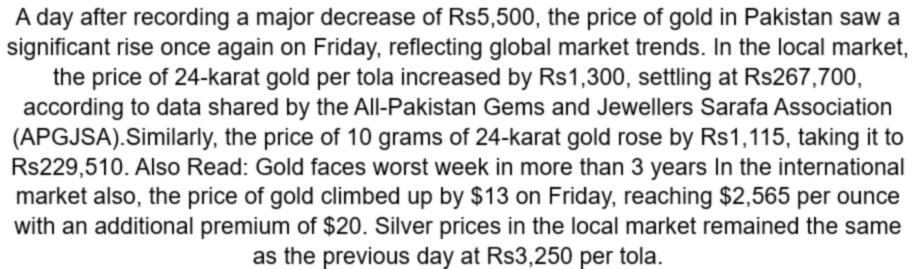 A day after recording a major decrease of Rs5,500, the price of gold in Pakistan saw a
significant rise once again on Friday, reflecting global market trends. In the local market,
the price of 24-karat gold per tola increased by Rs1,300, settling at Rs267,700,
according to data shared by the All-Pakistan Gems and Jewellers Sarafa Association
(APGJSA).Similarly, the price of 10 grams of 24-karat gold rose by Rs1,115, taking it to
Rs229,510. Also Read: Gold faces worst week in more than 3 years In the international
market also, the price of gold climbed up by $13 on Friday, reaching $2,565 per ounce
with an additional premium of $20. Silver prices in the local market remained the same
as the previous day at Rs3,250 per tola.